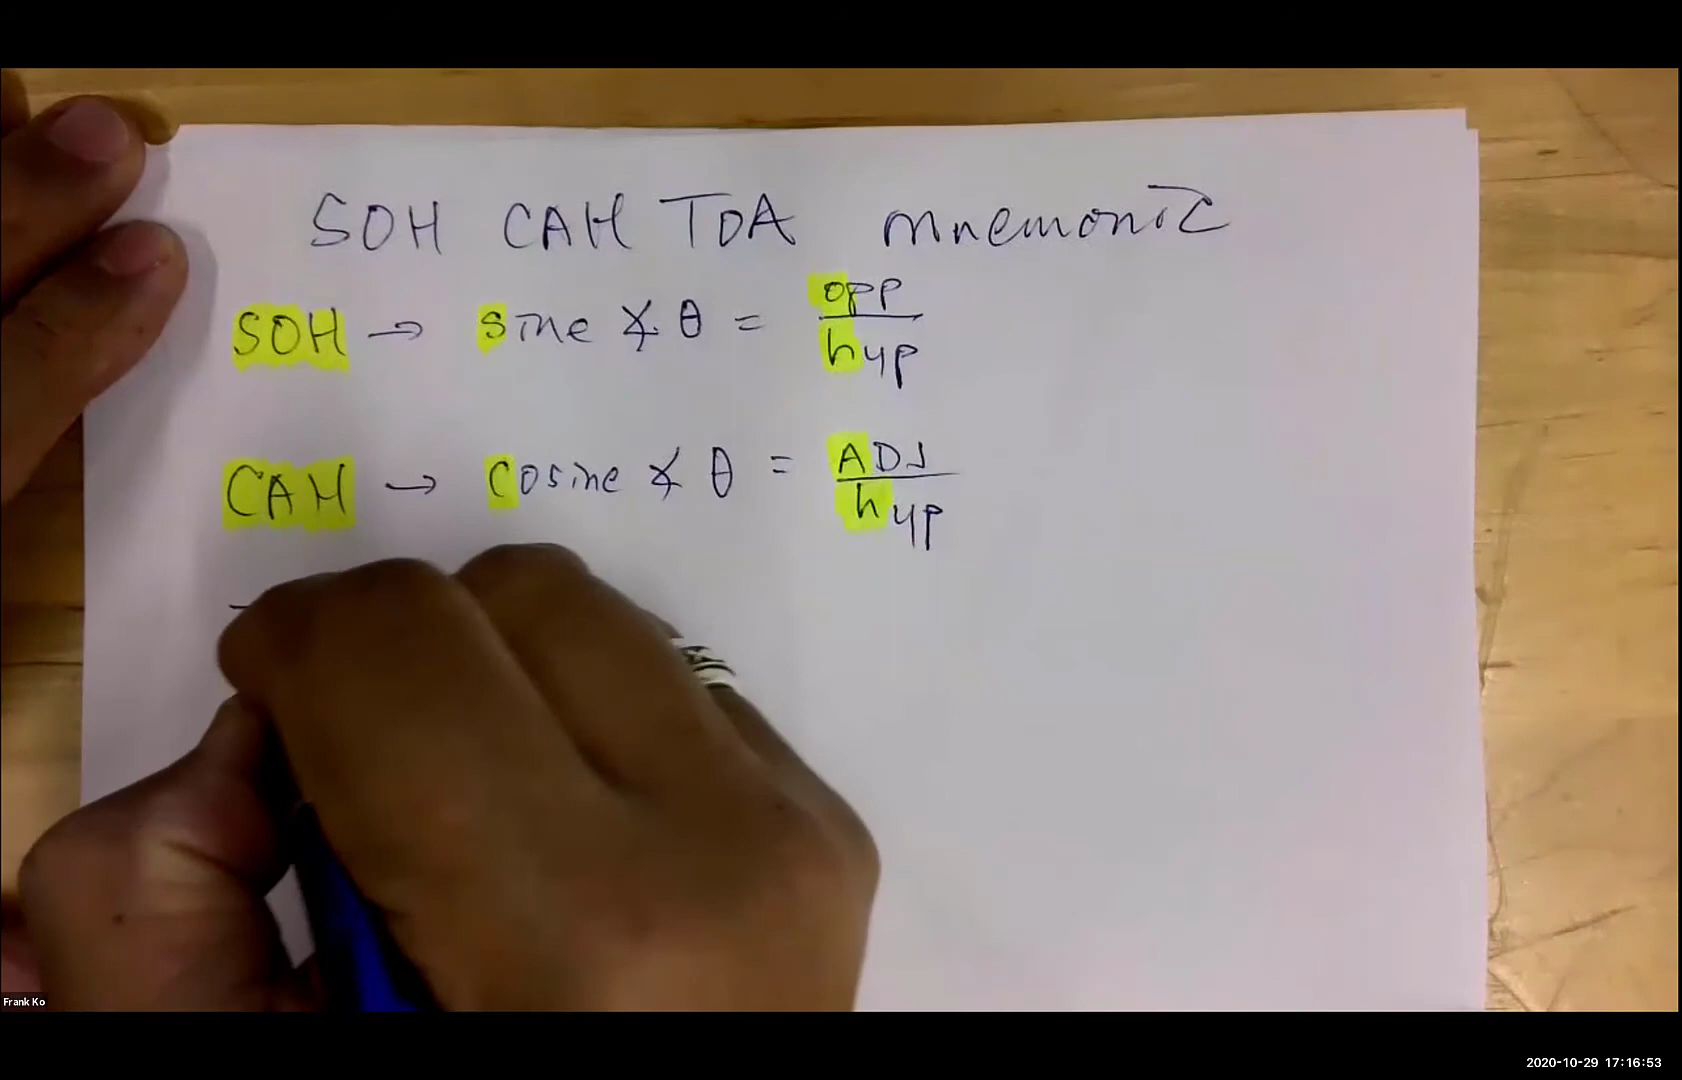 SOH CAH TOA mnemonic
SOH → sine ∡ θ = opp
hyp
CAH → cosine ∡ θ = ADJ
hyp
Frank Ko
2020-10-29 17:16:53